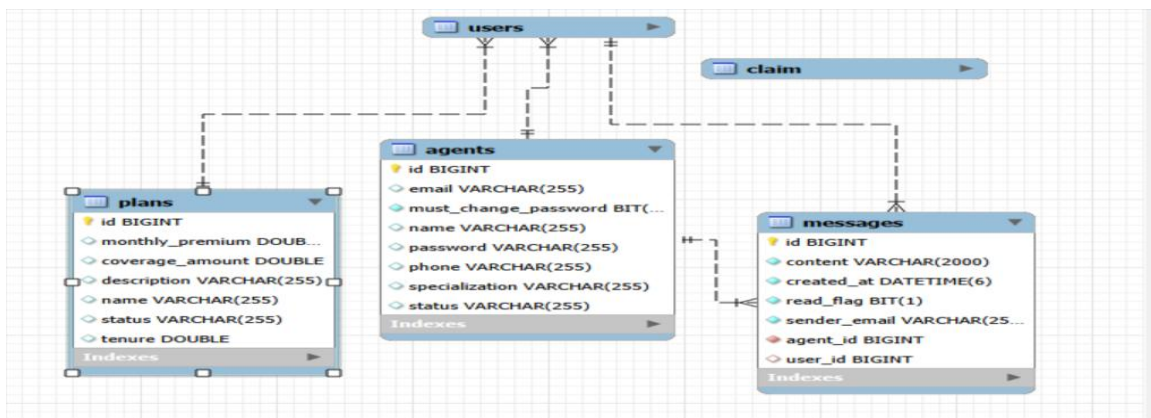 users
claim
agents
id BIGINT
email VARCHAR(255)
must_change_password BIT(...
name VARCHAR(255)
password VARCHAR(255)
phone VARCHAR(255)
specialization VARCHAR(255)
status VARCHAR(255)
Indexes
plans
id BIGINT
monthly_premium DOUB...
coverage_amount DOUBLE
description VARCHAR(255)
name VARCHAR(255)
status VARCHAR(255)
tenure DOUBLE
Indexes
messages
id BIGINT
content VARCHAR(2000)
created_at DATETIME(6)
read_flag BIT(1)
sender_email VARCHAR(25...
agent_id BIGINT
user_id BIGINT
Indexes